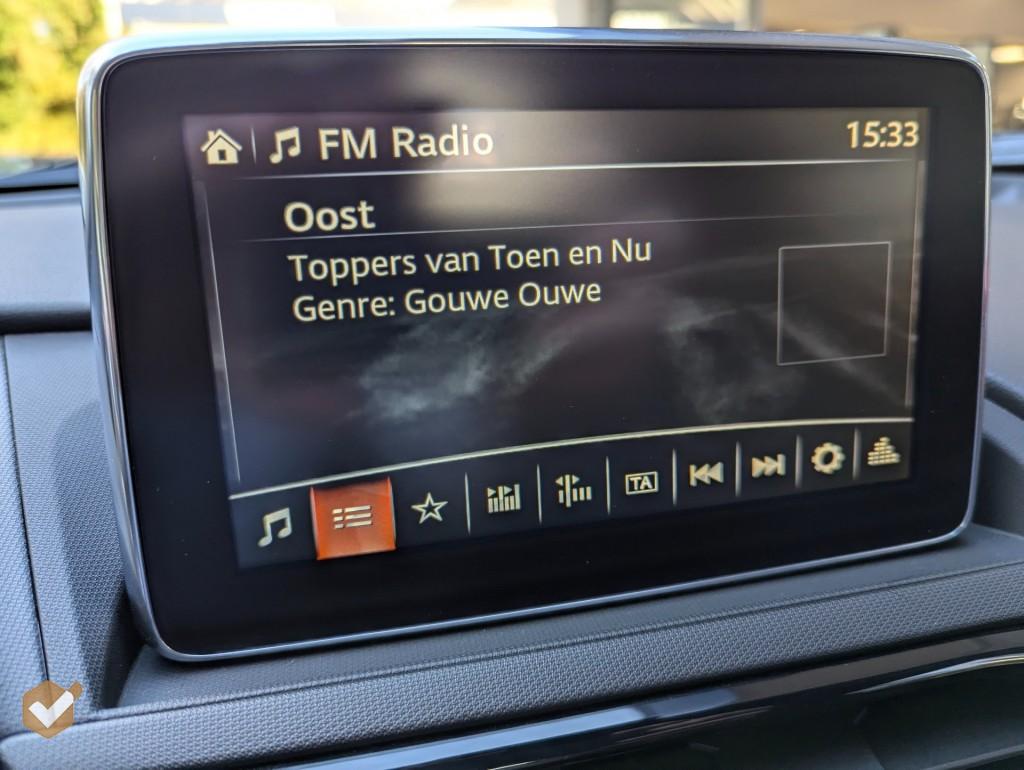 FM Radio
15:33
Oost
Toppers van Toen en Nu
Genre: Gouwe Ouwe
TA